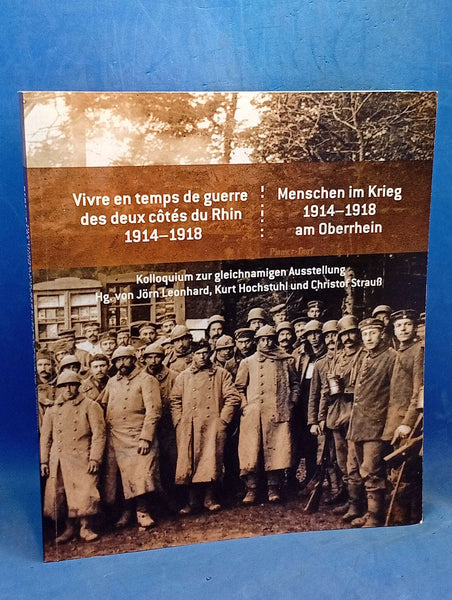 Vivre en temps de guerre
des deux côtés du Rhin
1914–1918
Menschen im Krieg
1914–1918
am Oberrhein
Kolloquium zur gleichnamigen Ausstellung
Hg. von Jörn Leonhard, Kurt Hochstuhl und Christof Strauß